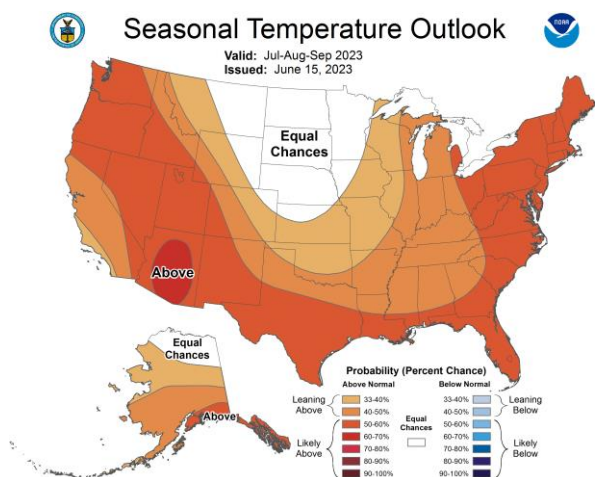 Seasonal Temperature Outlook
Valid: Jul-Aug-Sep 2023
Issued: June 15, 2023
NOAA
Equal
Chances
Above
Equal
Chances
Above
Probability (Percent Chance)
Above Normal
Below Normal
Leaning
Above
Likely
Above
33-40%
40-50%
50-60%
60-70%
70-80%
80-90%
90-100%
Equal
Chances
33-40%
40-50%
50-60%
60-70%
70-80%
80-90%
90-100%
Leaning
Below
Likely
Below